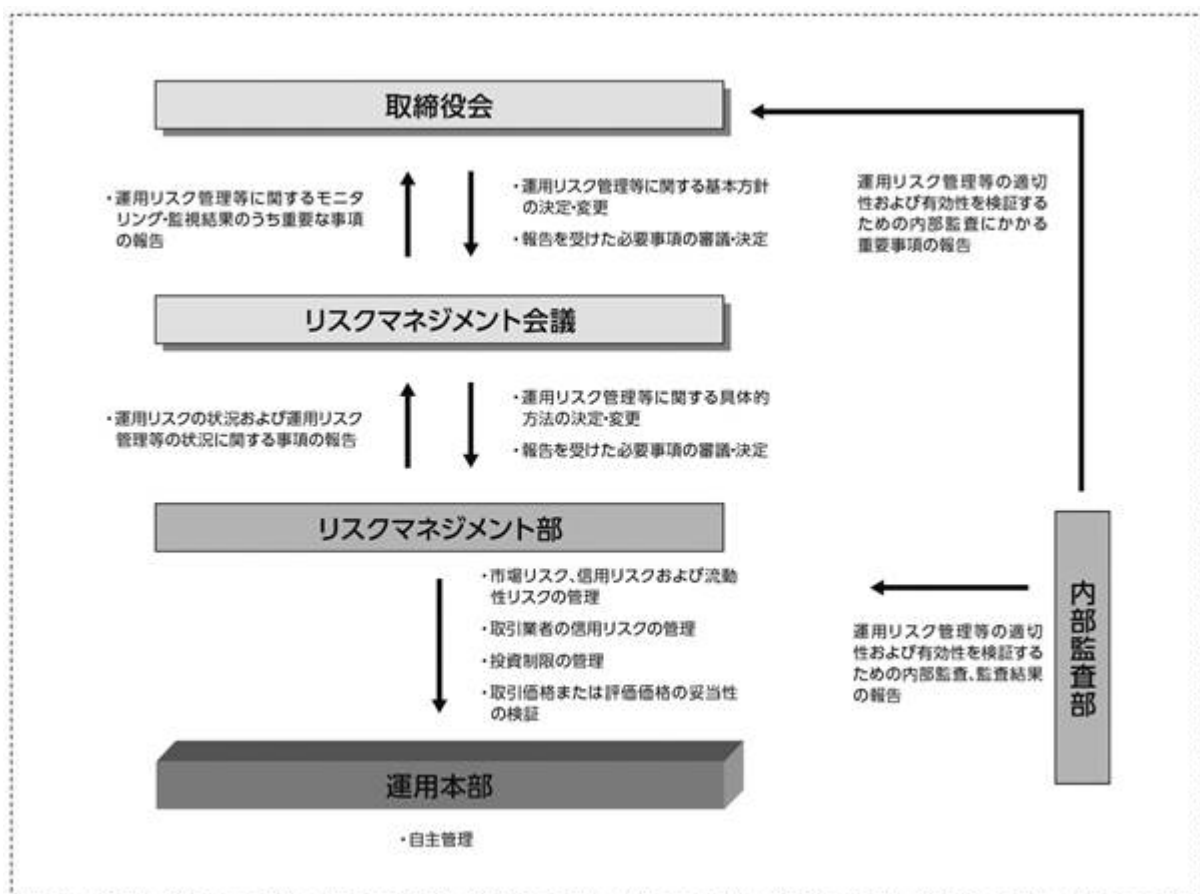 取締役会
・運用リスク管理等に関するモニタ
リング・監視結果のうち重要な事項
の報告
・運用リスク管理等に関する基本方針
の決定・変更
・報告を受けた必要事項の審議・決定
運用リスク管理等の適切
性および有効性を検証する
ための内部監査にかかる
重要事項の報告
リスクマネジメント会議
・運用リスクの状況および運用リスク
管理等の状況に関する事項の報告
・運用リスク管理等に関する具体的
方法の決定・変更
・報告を受けた必要事項の審議・決定
リスクマネジメント部
・市場リスク、信用リスクおよび流動
性リスクの管理
・取引業者の信用リスクの管理
・投資制限の管理
・取引価格または評価価格の妥当性
の検証
運用リスク管理等の適切
性および有効性を検証する
ための内部監査、監査結果
の報告
内部監査部
運用本部
・自主管理